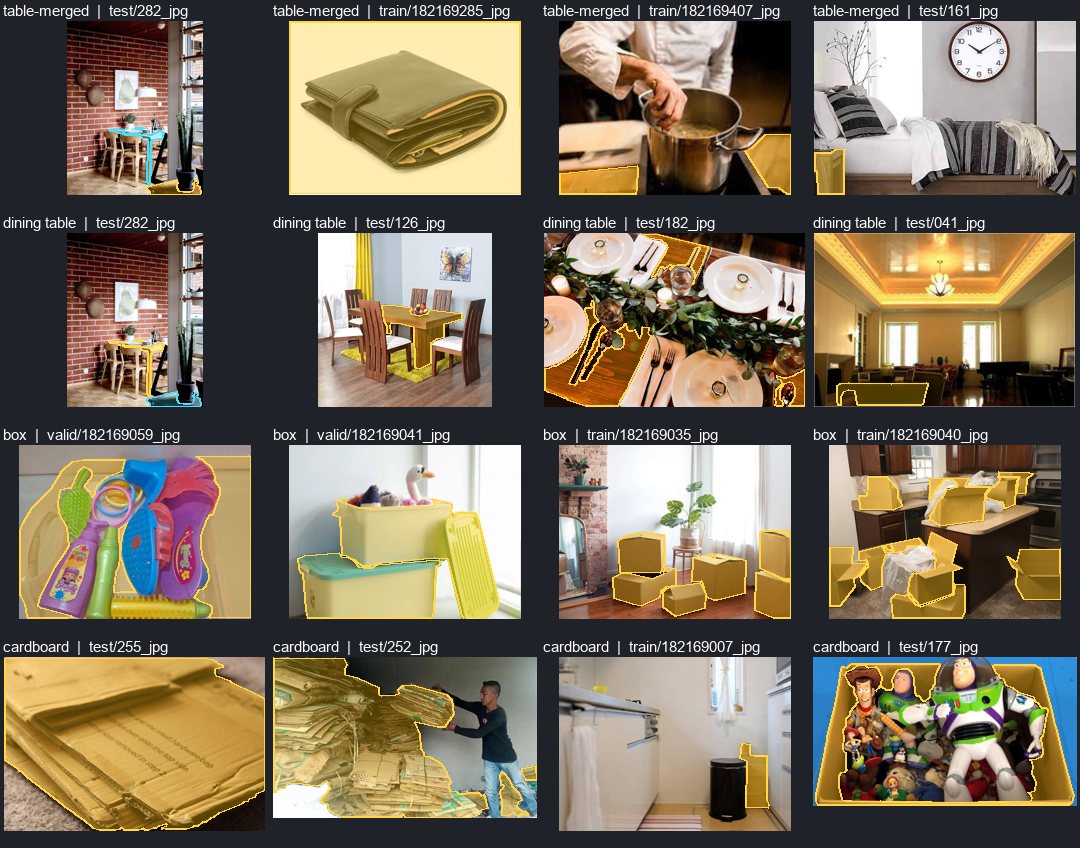 table-merged | test/282_jpg
table-merged | train/182169285_jpg
table-merged | train/182169407_jpg
table-merged | test/161_jpg
dining table | test/282_jpg
dining table | test/126_jpg
dining table | test/182_jpg
dining table | test/041_jpg
box | valid/182169059_jpg
box | valid/182169041_jpg
box | train/182169035_jpg
box | train/182169040_jpg
cardboard | test/255_jpg
cardboard | test/252_jpg
cardboard | train/182169007_jpg
cardboard | test/177_jpg